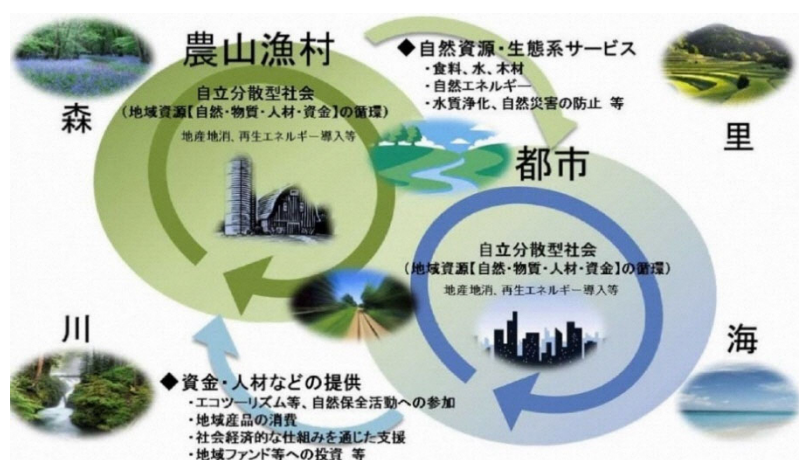 農山漁村
森
自立分散型社会
(地域資源【自然・物質・人材・資金】の循環)
地産地消、再生エネルギー導入等
◆自然資源・生態系サービス
・食料、水、木材
・自然エネルギー
・水質浄化、自然災害の防止 等
里
都市
自立分散型社会
(地域資源【自然・物質・人材・資金】の循環)
地産地消、再生エネルギー導入等
川
◆資金・人材などの提供
・エコツーリズム等、自然保全活動への参加
・地域産品の消費
・社会経済的な仕組みを通じた支援
・地域ファンド等への投資 等
海